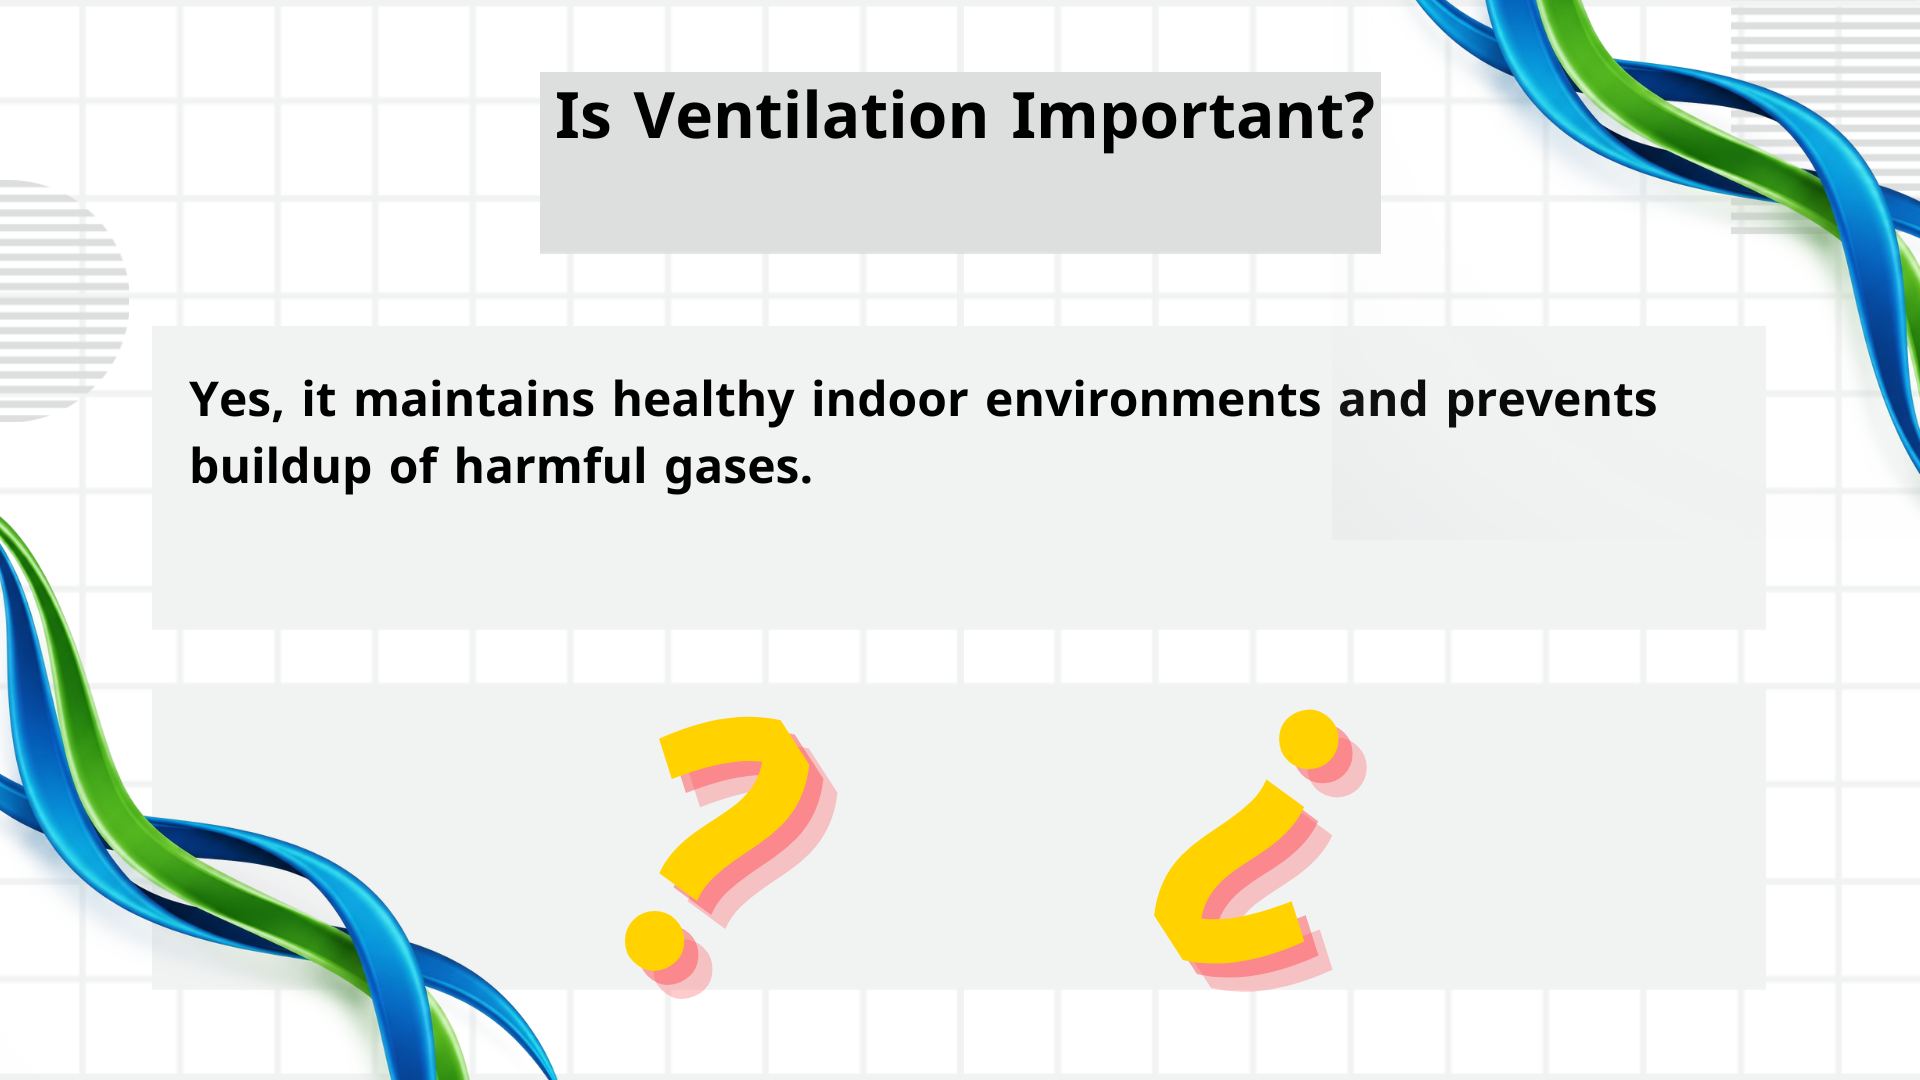 Is Ventilation Important?
Yes, it maintains healthy indoor environments and prevents
buildup of harmful gases.
? ¿